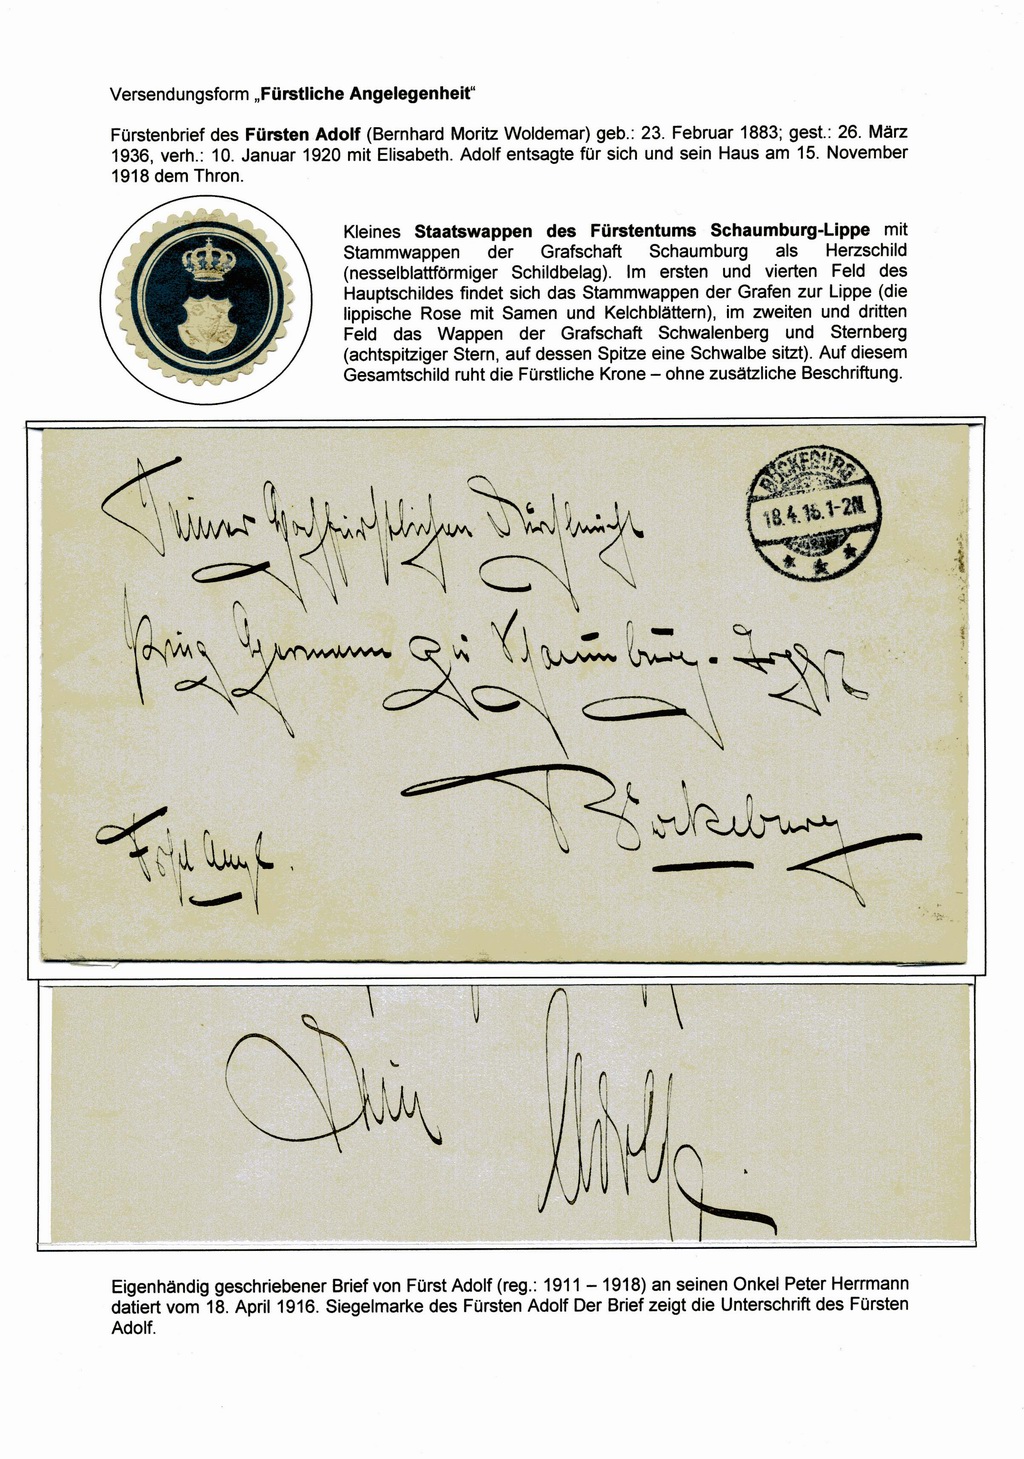 Versendungsform „Fürstliche Angelegenheit“
Fürstenbrief des Fürsten Adolf (Bernhard Moritz Woldemar) geb.: 23. Februar 1883; gest.: 26. März
1936, verh.: 10. Januar 1920 mit Elisabeth. Adolf entsagte für sich und sein Haus am 15. November
1918 dem Thron.
Kleines Staatswappen des Fürstentums Schaumburg-Lippe mit
Stammwappen der Grafschaft Schaumburg als Herzschild
(nesselblattförmiger Schildbelag). Im ersten und vierten Feld des
Hauptschildes findet sich das Stammwappen der Grafen zur Lippe (die
lippische Rose mit Samen und Kelchblättern), im zweiten und dritten
Feld das Wappen der Grafschaft Schwalenberg und Sternberg
(achtspitziger Stern, auf dessen Spitze eine Schwalbe sitzt). Auf diesem
Gesamtschild ruht die Fürstliche Krone – ohne zusätzliche Beschriftung.
BÜCKEBURG
18.4.16.1-2N
Seiner Hochfürstlichen Durchlaucht
Prinz Hermann zu Schaumburg-Lippe
Bückeburg
Dein Adolf.
Eigenhändig geschriebener Brief von Fürst Adolf (reg.: 1911 – 1918) an seinen Onkel Peter Herrmann
datiert vom 18. April 1916. Siegelmarke des Fürsten Adolf Der Brief zeigt die Unterschrift des Fürsten
Adolf.